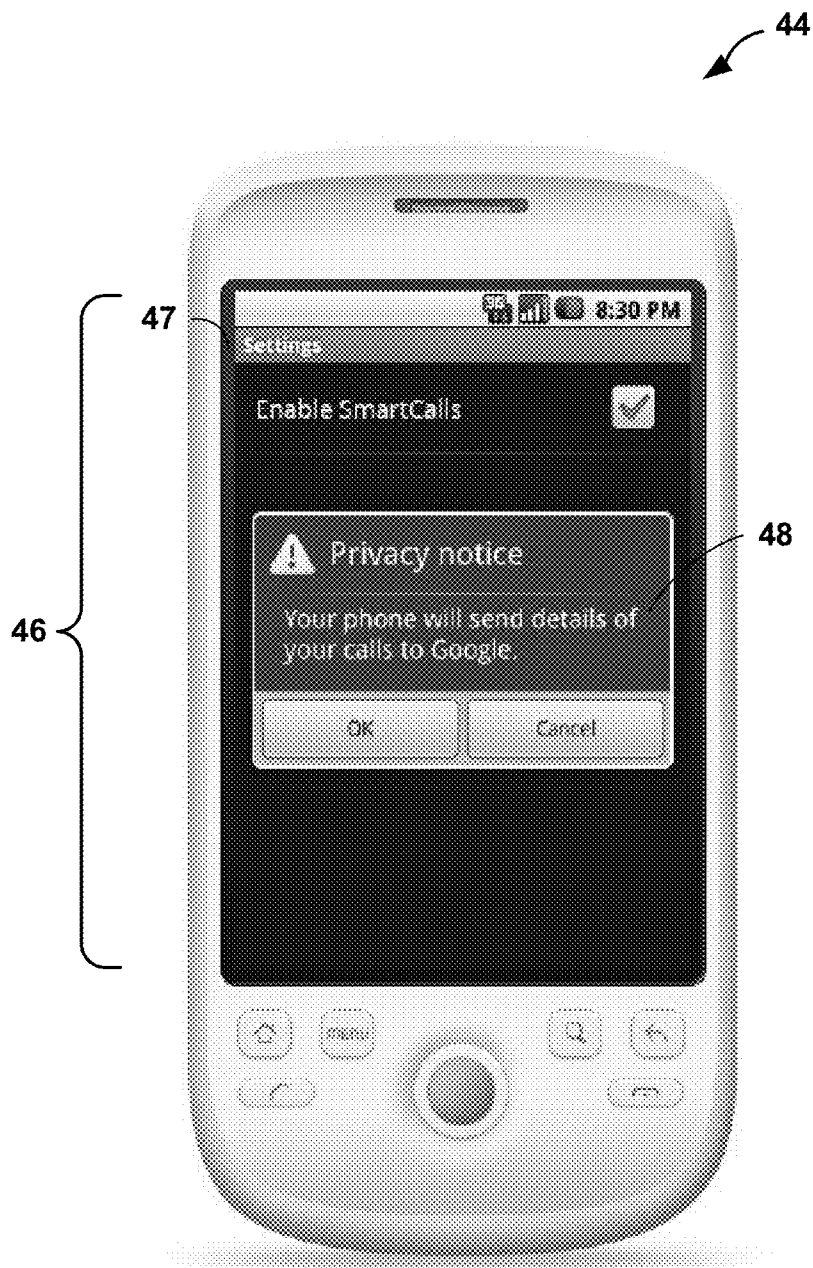 44
8:30 PM
47
Settings
Enable SmartCalls
Privacy notice
48
Your phone will send details of
your calls to Google.
46
OK
Cancel
menu